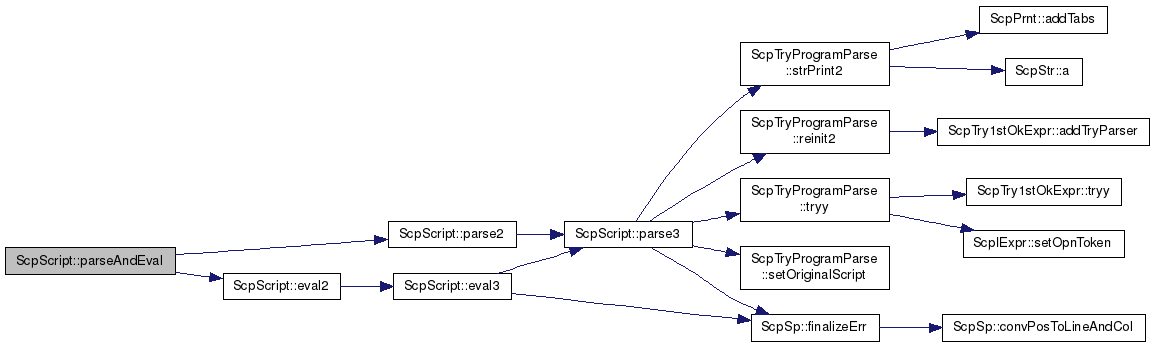 ScpPrnt::addTabs
ScpTryProgramParse
::strPrint2
ScpStr::a
ScpTryProgramParse
::reinit2
ScpTry1stOkExpr::addTryParser
ScpTryProgramParse
::tryy
ScpTry1stOkExpr::tryy
ScpScript::parse2
ScpScript::parse3
ScpIExpr::setOpnToken
ScpScript::parseAndEval
ScpTryProgramParse
::setOriginalScript
ScpScript::eval2
ScpScript::eval3
ScpSp::finalizeErr
ScpSp::convPosToLineAndCol